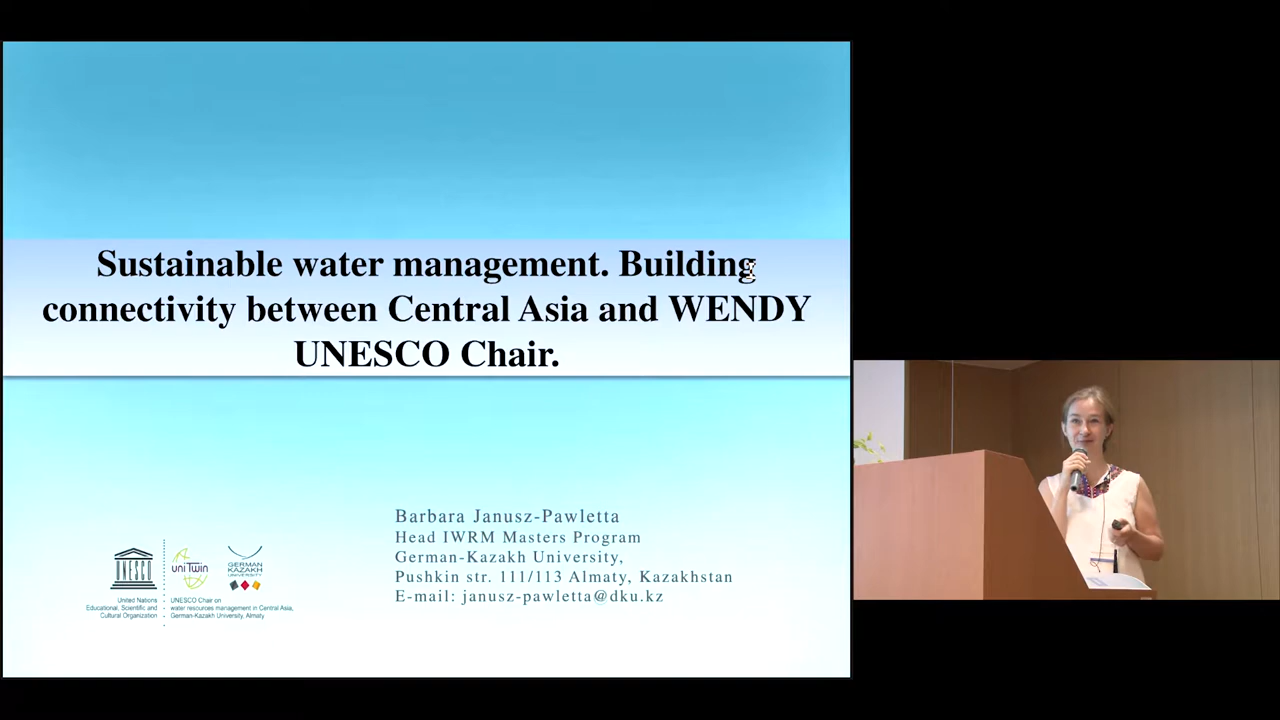 Sustainable water management. Building
connectivity between Central Asia and WENDY
UNESCO Chair.
Barbara Janusz-Pawletta
Head IWRM Masters Program
German-Kazakh University,
Pushkin str. 111/113 Almaty, Kazakhstan
E-mail: janusz-pawletta@dku.kz
UNESCO
uniTwin
GERMAN
KAZAKH
UNIVERSITY
United Nations
Educational, Scientific and
Cultural Organization
UNESCO Chair on
water resources management in Central Asia,
German-Kazakh University, Almaty